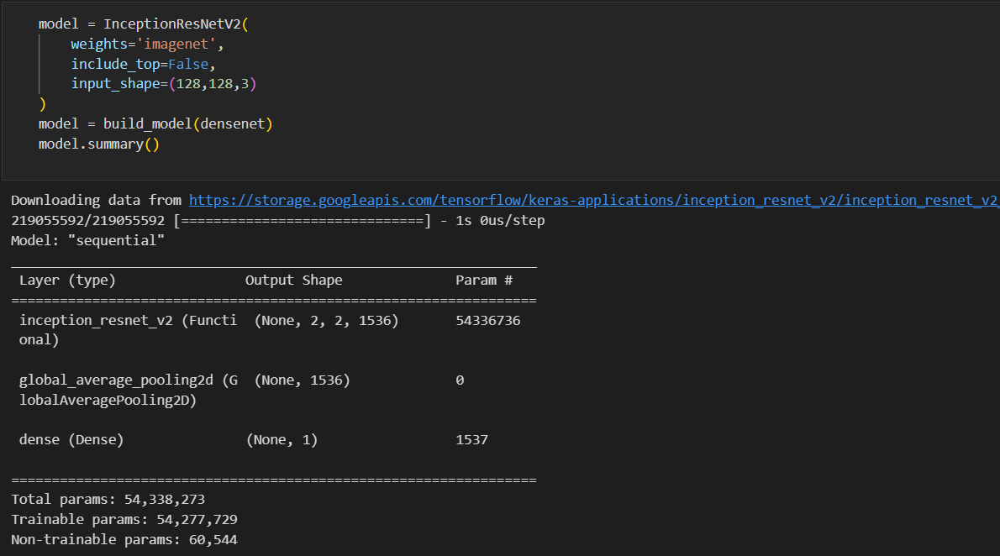 model = InceptionResNetV2(
    weights='imagenet',
    include_top=False,
    input_shape=(128,128,3)
)
model = build_model(densenet)
model.summary()
Downloading data from https://storage.googleapis.com/tensorflow/keras-applications/inception_resnet_v2/inception_resnet_v2_
219055592/219055592 [==============================] - 1s 0us/step
Model: "sequential"
_________________________________________________________________
Layer (type)                Output Shape              Param #
=================================================================
inception_resnet_v2 (Functi  (None, 2, 2, 1536)       54336736
onal)
global_average_pooling2d (G  (None, 1536)             0
lobalAveragePooling2D)
dense (Dense)               (None, 1)                 1537
=================================================================
Total params: 54,338,273
Trainable params: 54,277,729
Non-trainable params: 60,544